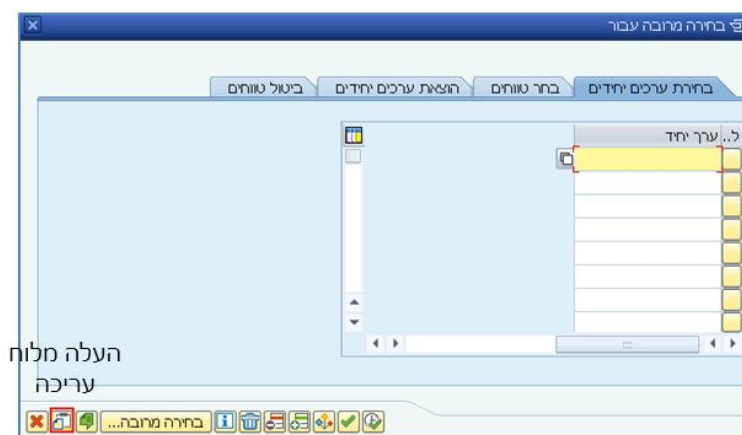 בחירה מרובה עבור
בחירת ערכים יחידים
בחר טווחים
הוצאת ערכים יחידים
ביטול טווחים
ל.. ערך יחיד
העלה מלוח
עריכה
בחירה מרובה...